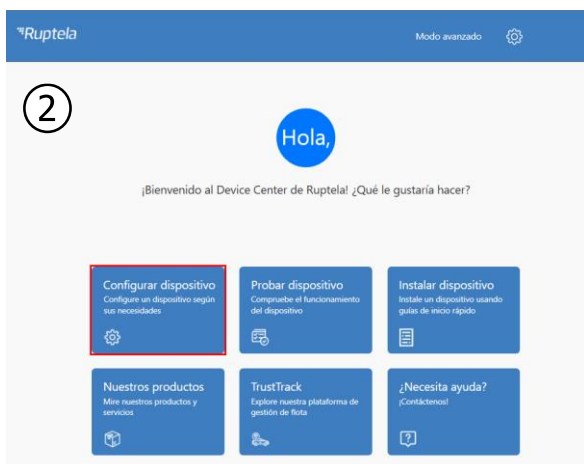 Ruptela
Modo avanzado
2
Hola,
¡Bienvenido al Device Center de Ruptela! ¿Qué le gustaría hacer?
Configurar dispositivo
Configure un dispositivo según
sus necesidades
Probar dispositivo
Compruebe el funcionamiento
del dispositivo
Instalar dispositivo
Instale un dispositivo usando
guías de inicio rápido
Nuestros productos
Mire nuestros productos y
servicios
TrustTrack
Explore nuestra plataforma de
gestión de flota
¿Necesita ayuda?
¡Contáctenos!